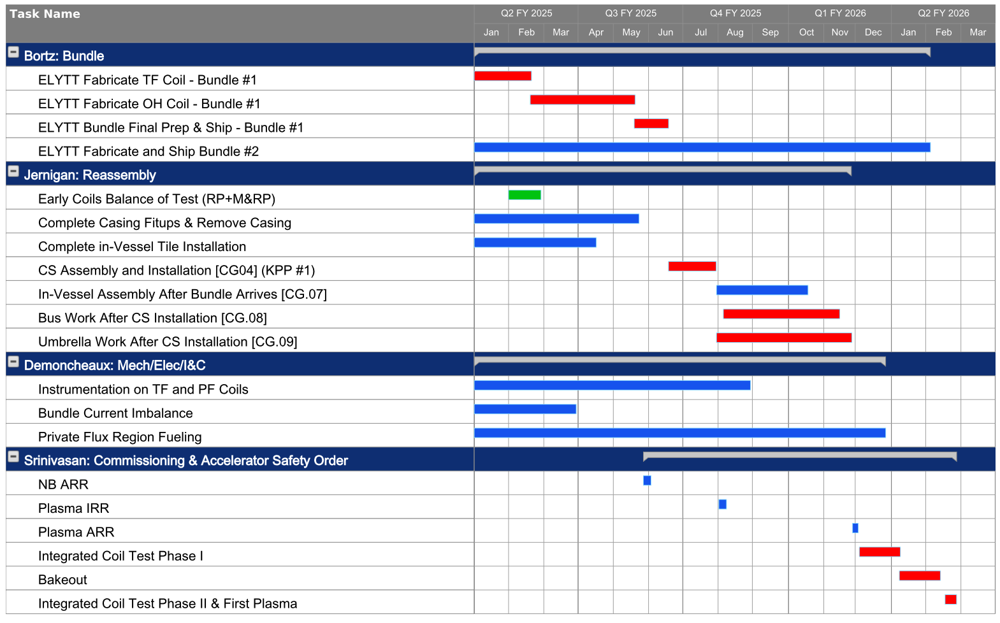 Task Name
Q2 FY 2025 Q3 FY 2025 Q4 FY 2025 Q1 FY 2026 Q2 FY 2026
Jan Feb Mar Apr May Jun Jul Aug Sep Oct Nov Dec Jan Feb Mar
Bortz: Bundle
ELYTT Fabricate TF Coil - Bundle #1
ELYTT Fabricate OH Coil - Bundle #1
ELYTT Bundle Final Prep & Ship - Bundle #1
ELYTT Fabricate and Ship Bundle #2
Jernigan: Reassembly
Early Coils Balance of Test (RP+M&RP)
Complete Casing Fitups & Remove Casing
Complete in-Vessel Tile Installation
CS Assembly and Installation [CG04] (KPP #1)
In-Vessel Assembly After Bundle Arrives [CG.07]
Bus Work After CS Installation [CG.08]
Umbrella Work After CS Installation [CG.09]
Demoncheaux: Mech/Elec/I&C
Instrumentation on TF and PF Coils
Bundle Current Imbalance
Private Flux Region Fueling
Srinivasan: Commissioning & Accelerator Safety Order
NB ARR
Plasma IRR
Plasma ARR
Integrated Coil Test Phase I
Bakeout
Integrated Coil Test Phase II & First Plasma